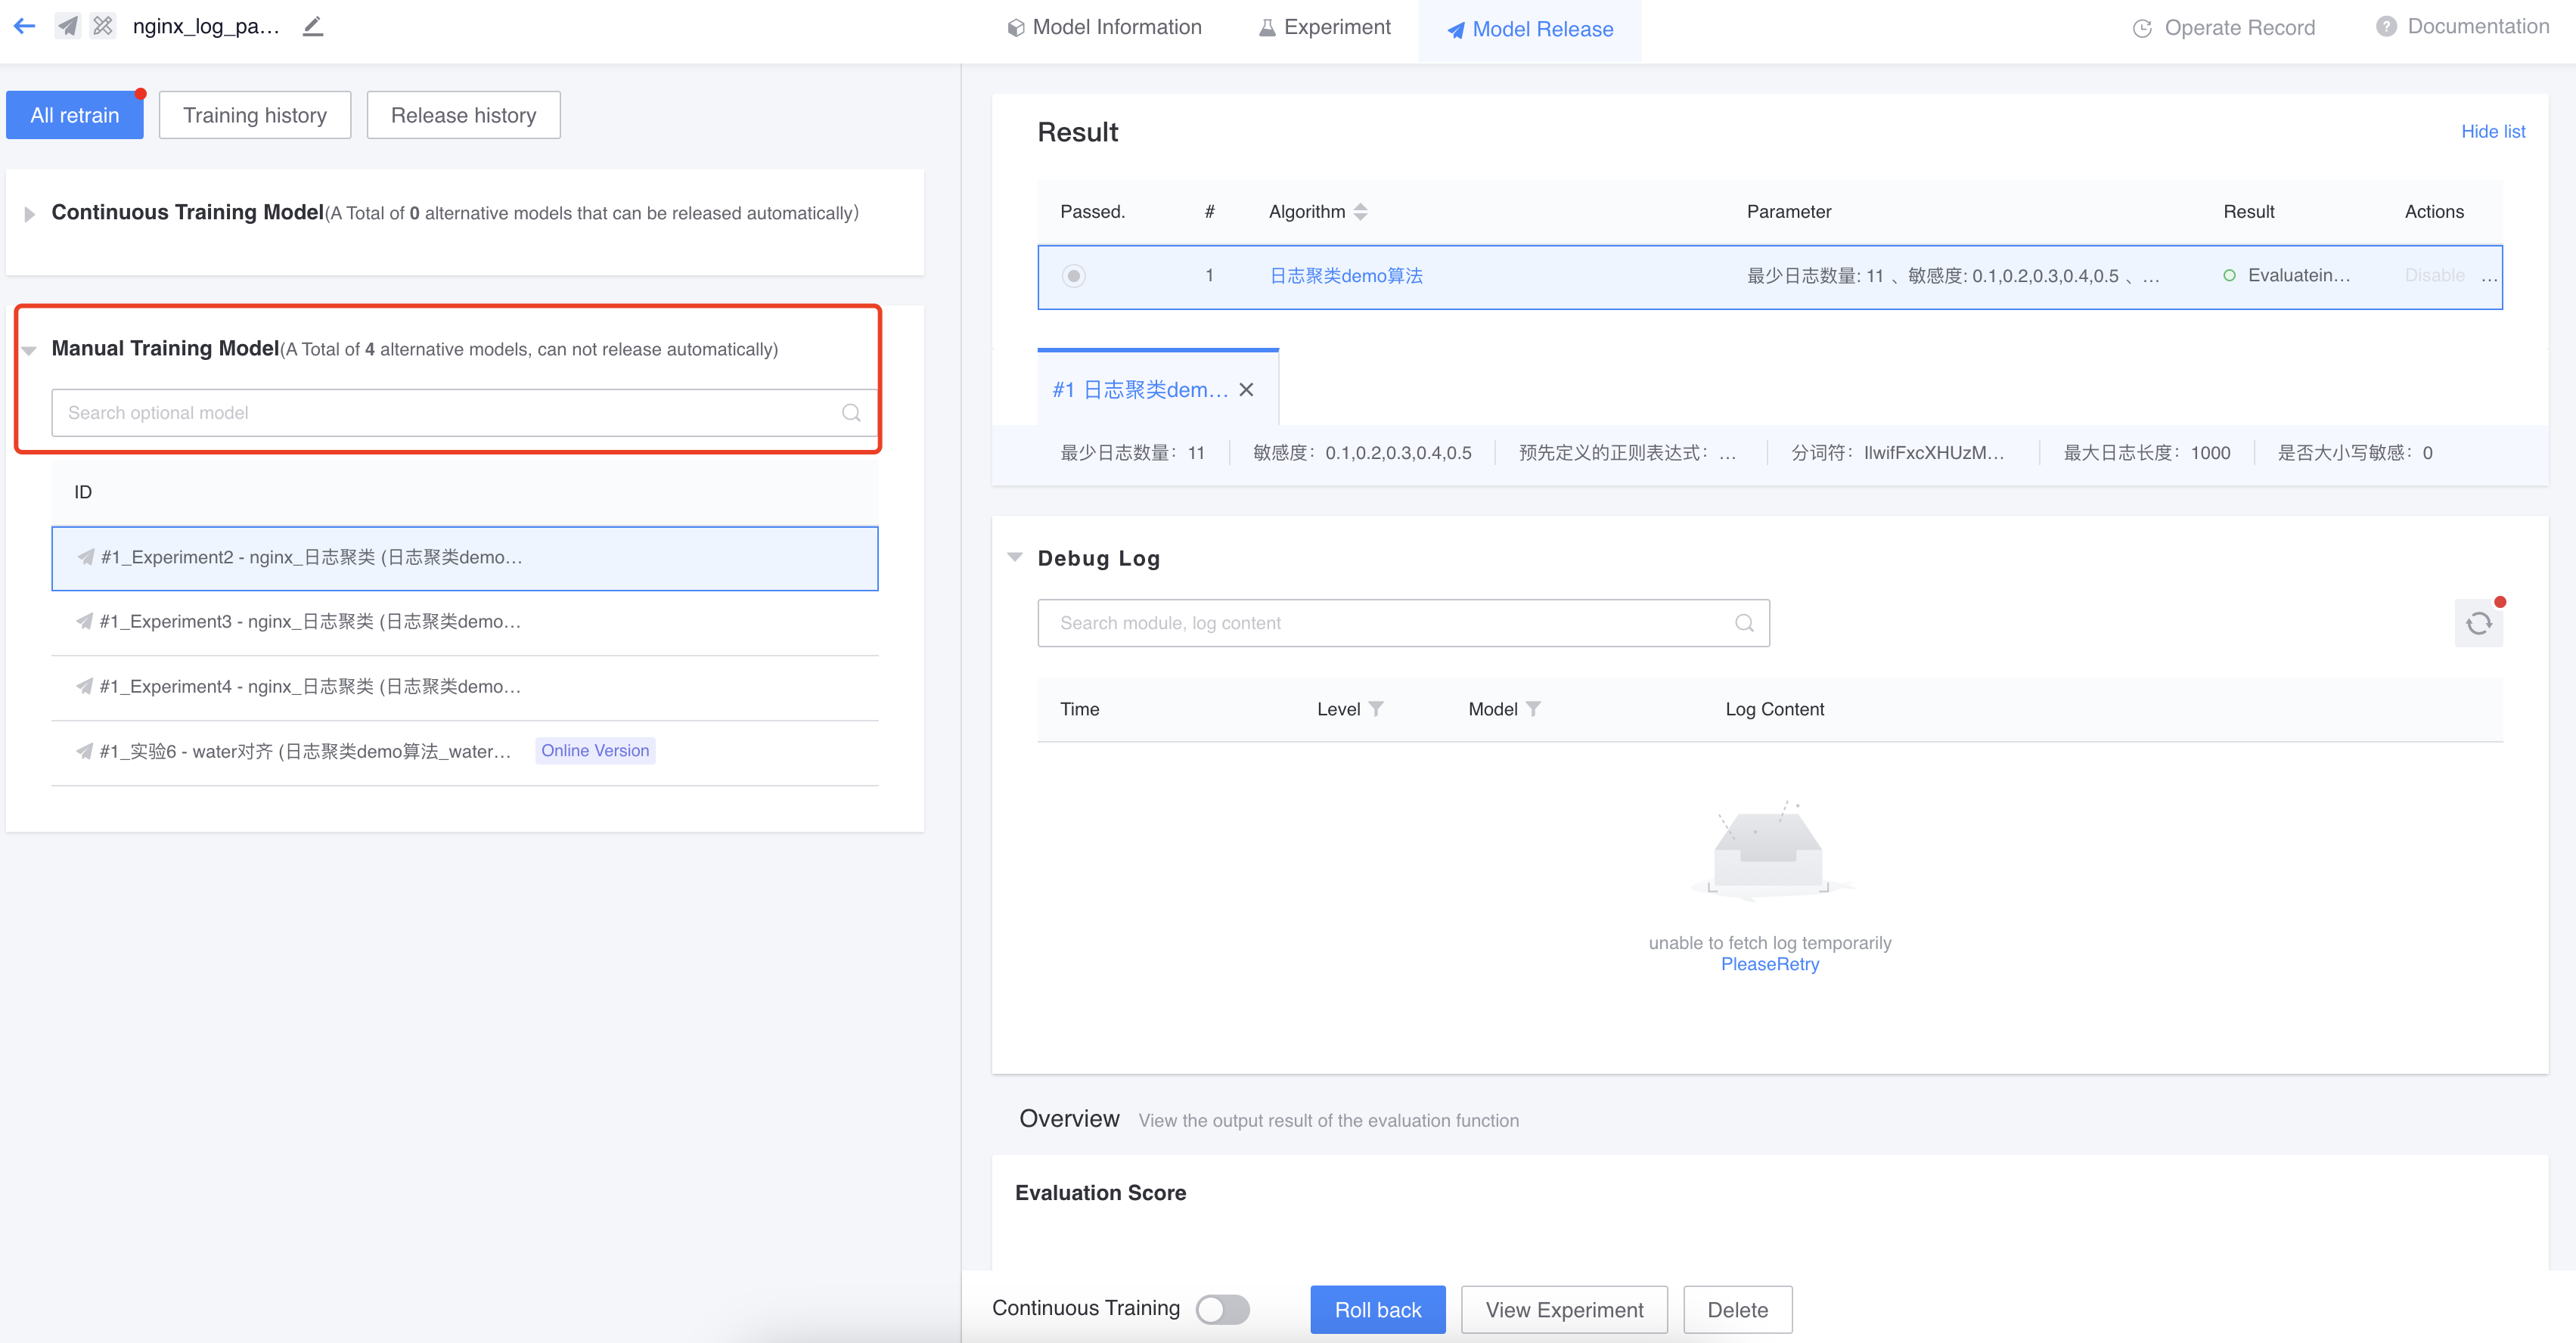 nginx_log_pa...
Model Information
Experiment
Model Release
Operate Record
Documentation
All retrain
Training history
Release history
Continuous Training Model(A Total of 0 alternative models that can be released automatically)
Manual Training Model(A Total of 4 alternative models, can not release automatically)
Search optional model
ID
#1_Experiment2 - nginx_日志聚类 (日志聚类demo...
#1_Experiment3 - nginx_日志聚类 (日志聚类demo...
#1_Experiment4 - nginx_日志聚类 (日志聚类demo...
#1_实验6 - water对齐 (日志聚类demo算法_water... Online Version
Result
Hide list
Passed. # Algorithm Parameter Result Actions
1 日志聚类demo算法 最少日志数量: 11 、敏感度: 0.1,0.2,0.3,0.4,0.5 、... Evaluatein... Disable ...
#1 日志聚类dem...
最少日志数量： 11 敏感度： 0.1,0.2,0.3,0.4,0.5 预先定义的正则表达式： ... 分词符： IlwifFxcXHUzM... 最大日志长度： 1000 是否大小写敏感： 0
Debug Log
Search module, log content
Time Level Model Log Content
unable to fetch log temporarily
PleaseRetry
Overview View the output result of the evaluation function
Evaluation Score
Continuous Training
Roll back
View Experiment
Delete